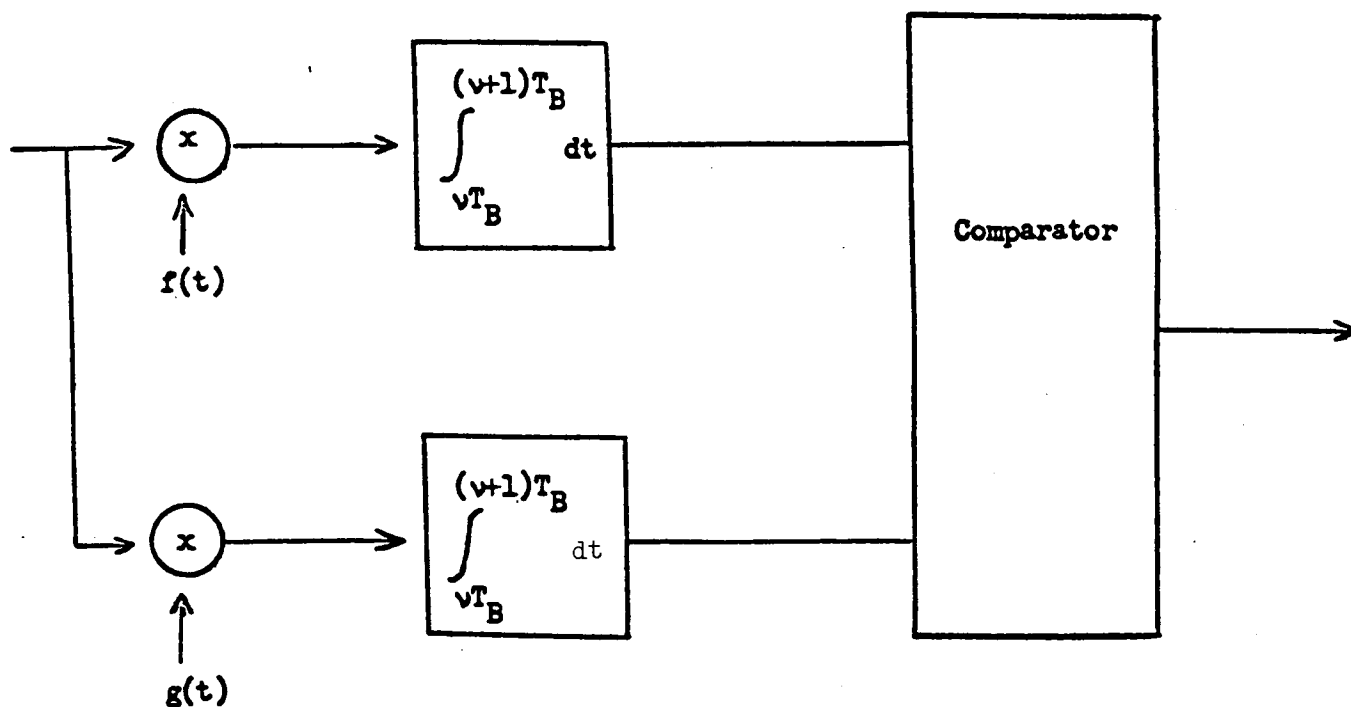 (ν+1)T_B
x
∫ dt
νT_B
f(t)
Comparator
(ν+1)T_B
x
∫ dt
νT_B
g(t)